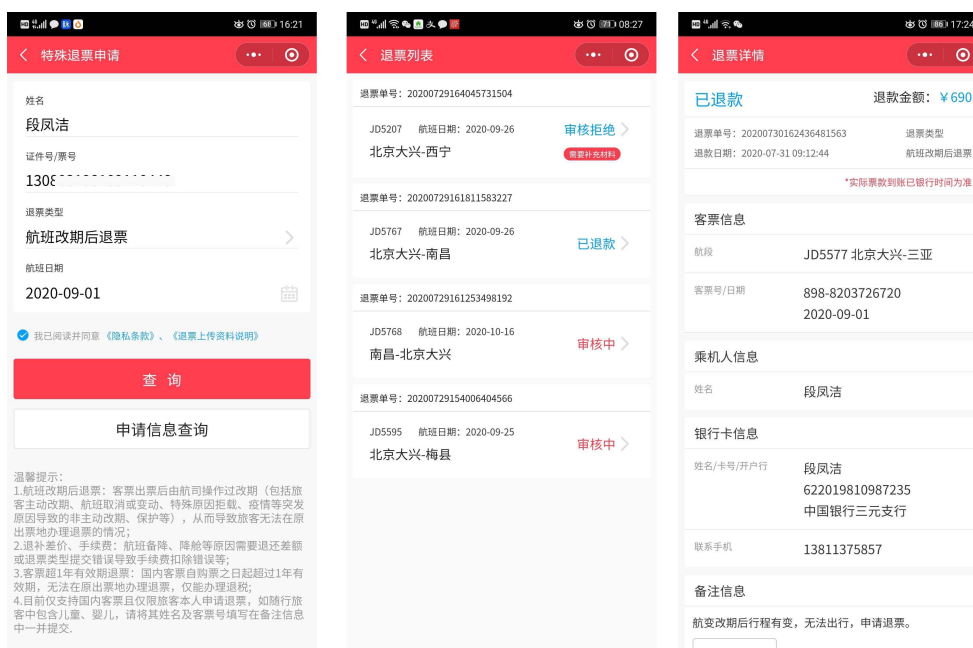 16:21
特殊退票申请
姓名
段凤洁
证件号/票号
退票类型
航班改期后退票
航班日期
2020-09-01
我已阅读并同意《隐私条款》、《退票上传资料说明》
查 询
申请信息查询
温馨提示：
1.航班改期后退票：客票出票后由航司操作过改期（包括旅
客主动改期、航班取消或变动、特殊原因拒载、疫情等突发
原因导致的非主动改期、保护等），从而导致旅客无法在原
出票地办理退票的情况；
2.退补差价、手续费：航班备降、降舱等原因需要退还差额
或退票类型提交错误导致手续费扣除错误等；
3.客票超1年有效期退票：国内客票自购票之日起超过1年有
效期，无法在原出票地办理退票，仅能办理退税；
4.目前仅支持国内客票且仅限旅客本人申请退票，如随行旅
客中包含儿童、婴儿，请将其姓名及客票号填写在备注信息
中一并提交.
71 08:27
退票列表
退票单号：20200729164045731504
JD5207 航班日期：2020-09-26 审核拒绝
北京大兴-西宁 需要补充材料
退票单号：20200729161811583227
JD5767 航班日期：2020-09-26
北京大兴-南昌 已退款
退票单号：20200729161253498192
JD5768 航班日期：2020-10-16
南昌-北京大兴 审核中
退票单号：20200729154006404566
JD5595 航班日期：2020-09-25
北京大兴-梅县 审核中
86 17:24
退票详情
已退款 退款金额：￥690
退票单号：20200730162436481563 退票类型
退款日期：2020-07-31 09:12:44 航班改期后退票
*实际票款到账已银行时间为准
客票信息
航段 JD5577 北京大兴-三亚
客票号/日期 898-8203726720
2020-09-01
乘机人信息
姓名 段凤洁
银行卡信息
姓名/卡号/开户行 段凤洁
622019810987235
中国银行三元支行
联系手机 13811375857
备注信息
航变改期后行程有变，无法出行，申请退票。